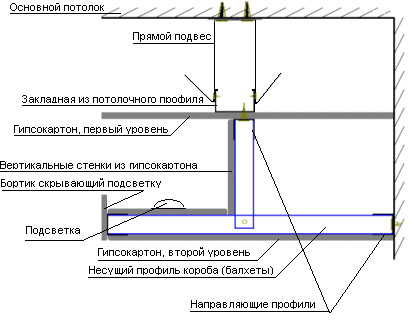 Основной потолок
Прямой подвес
Закладная из потолочного профиля
Гипсокартон, первый уровень
Вертикальные стенки из гипсокартона
Бортик скрывающий подсветку
Подсветка
Гипсокартон, второй уровень
Несущий профиль короба (балхеты)
Направляющие профили